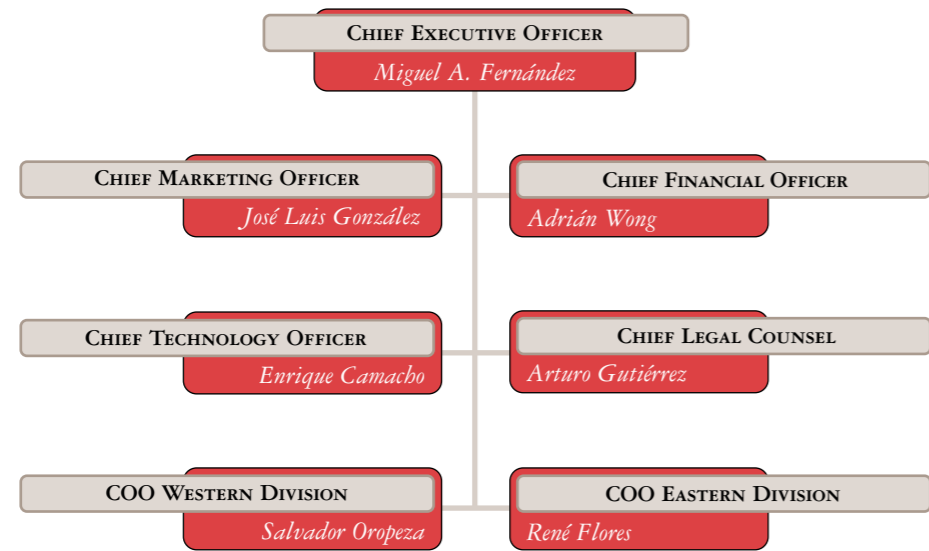 CHIEF EXECUTIVE OFFICER
Miguel A. Fernández
CHIEF MARKETING OFFICER
José Luis González
CHIEF FINANCIAL OFFICER
Adrián Wong
CHIEF TECHNOLOGY OFFICER
Enrique Camacho
CHIEF LEGAL COUNSEL
Arturo Gutiérrez
COO WESTERN DIVISION
Salvador Oropeza
COO EASTERN DIVISION
René Flores